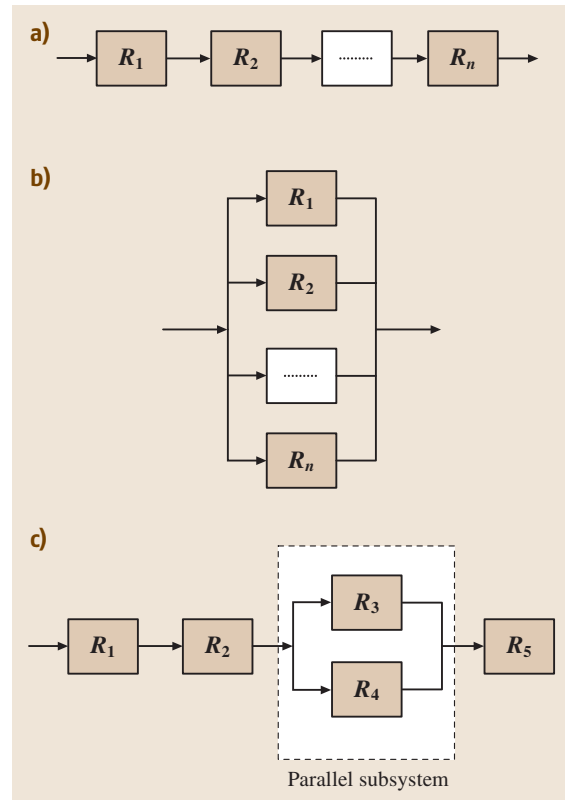 a)
R1 R2 ......... Rn
b)
R1
R2
.........
Rn
c)
R3
R1 R2 R5
R4
Parallel subsystem